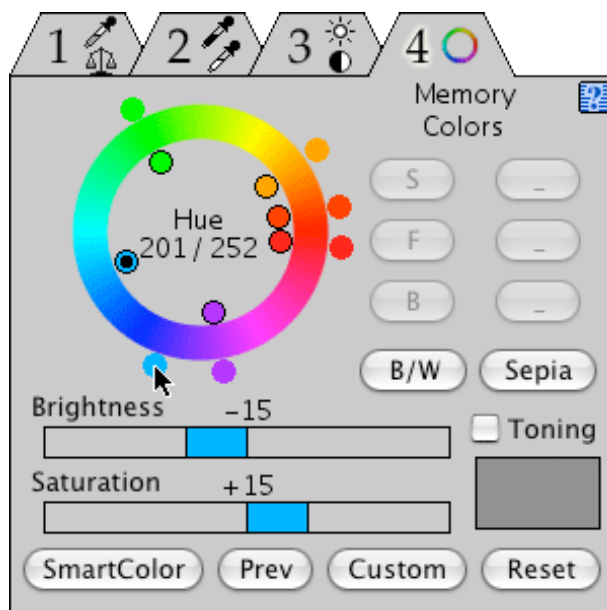 1
2
3
4
Memory
Colors
?
S
_
Hue
201 / 252
F
_
B
_
B/W
Sepia
Brightness
-15
Toning
Saturation
+15
SmartColor
Prev
Custom
Reset